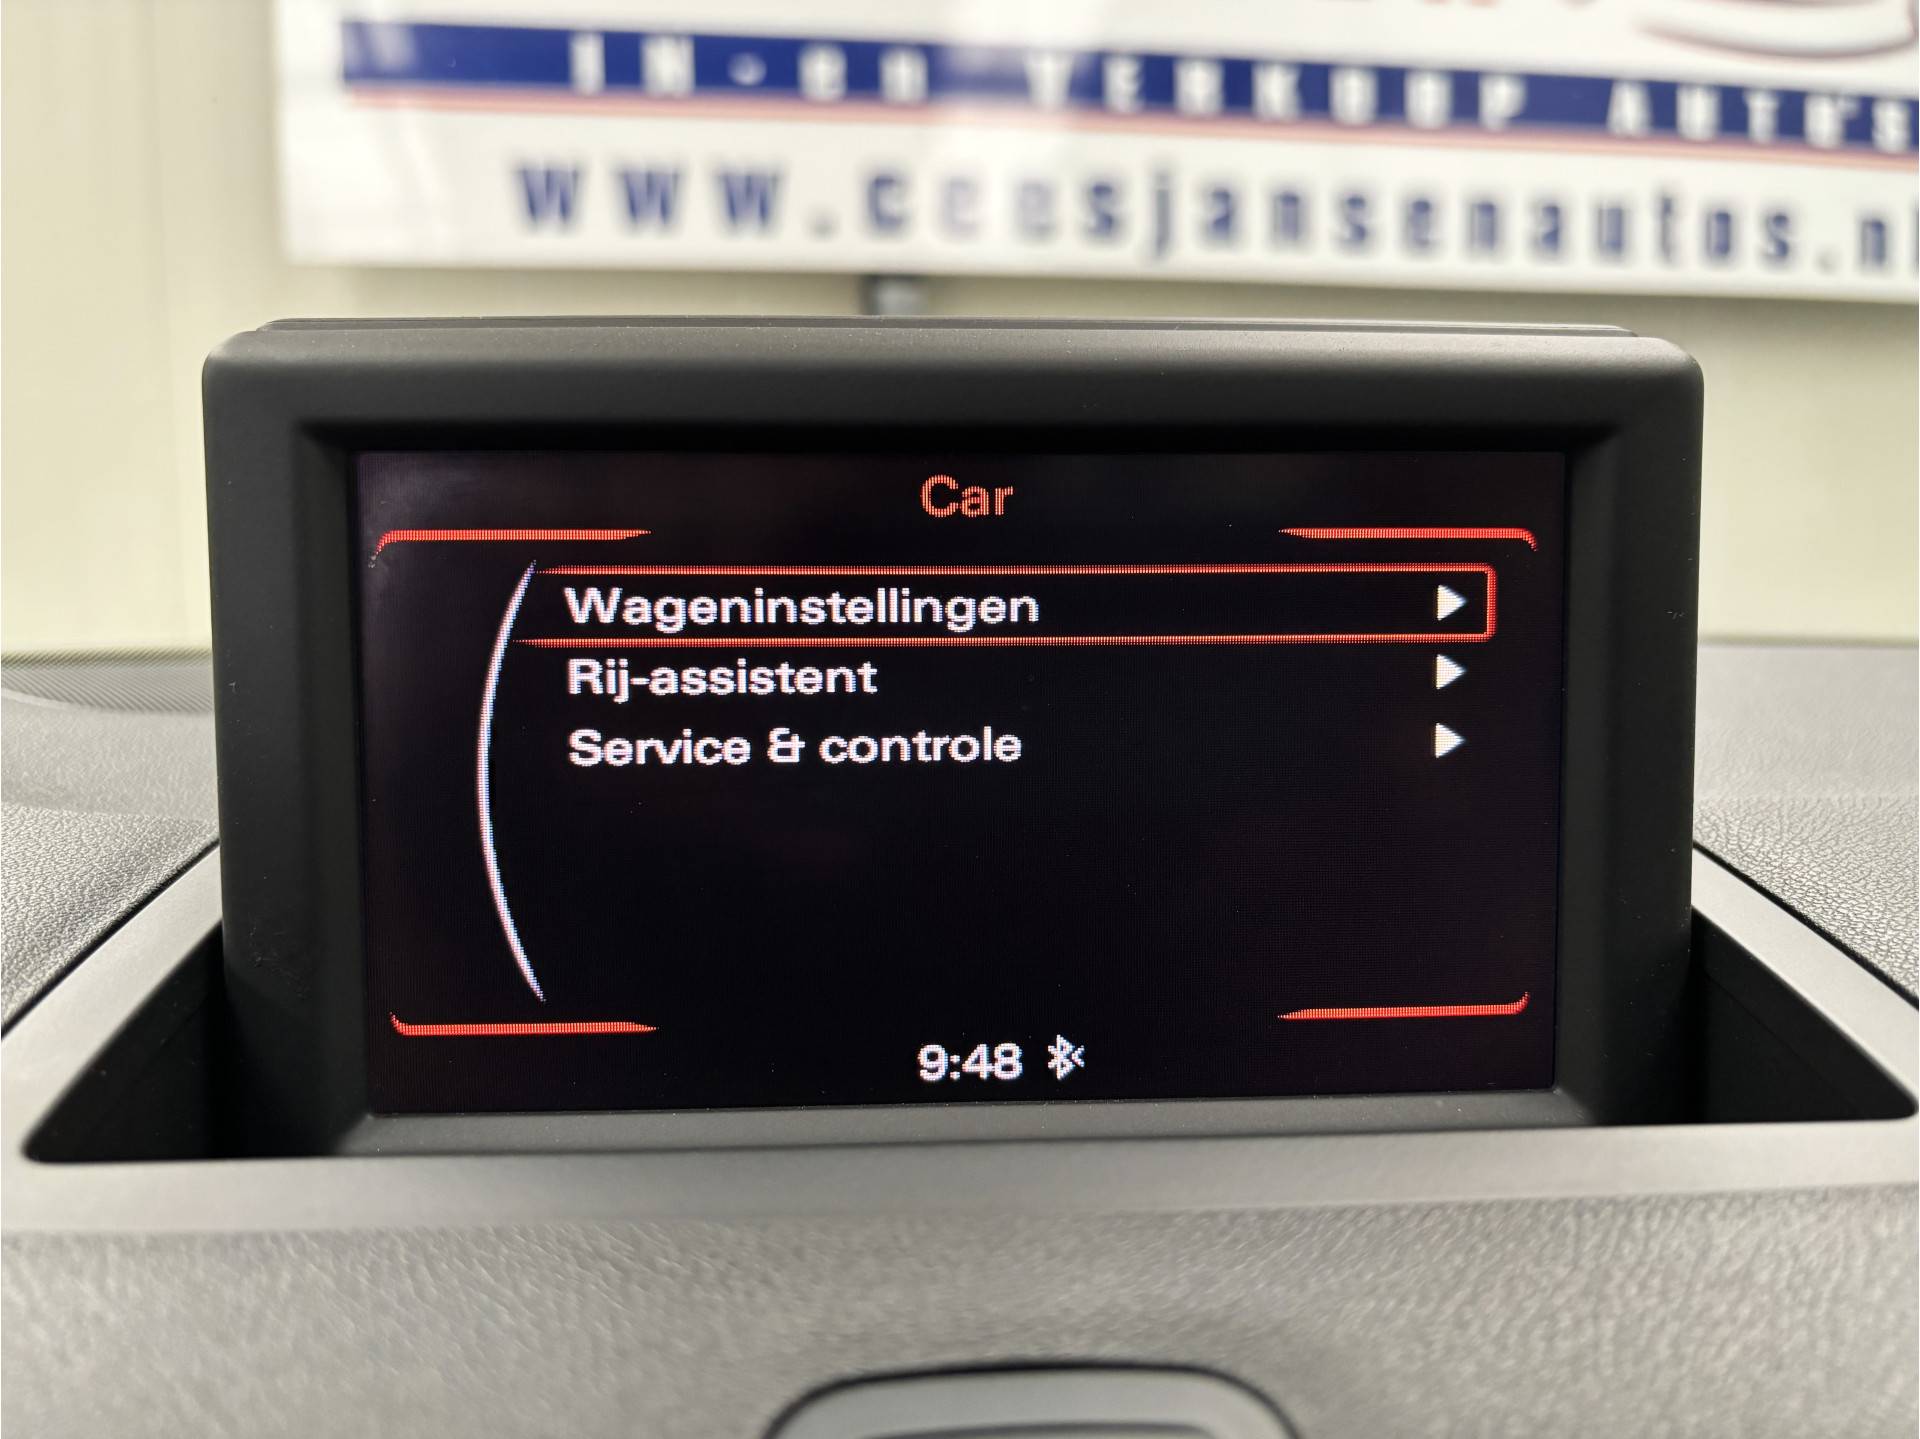 IN- en VERKOOP AUTO'S
www.ceesjansenautos.nl
Car
Wageninstellingen
Rij-assistent
Service & controle
9:48